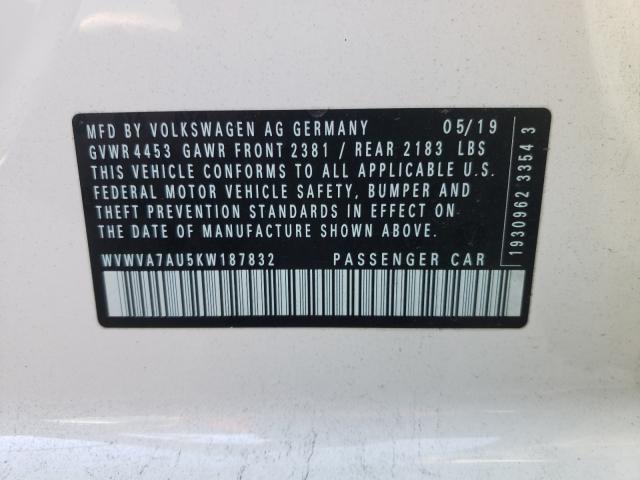 MFD BY VOLKSWAGEN AG GERMANY 05/19
GVWR 4453 GAWR FRONT 2381 / REAR 2183 LBS
THIS VEHICLE CONFORMS TO ALL APPLICABLE U.S.
FEDERAL MOTOR VEHICLE SAFETY, BUMPER AND
THEFT PREVENTION STANDARDS IN EFFECT ON
THE DATE OF MANUFACTURE SHOWN ABOVE.
WVWVA7AU5KW187832 PASSENGER CAR
1930962 3354 3